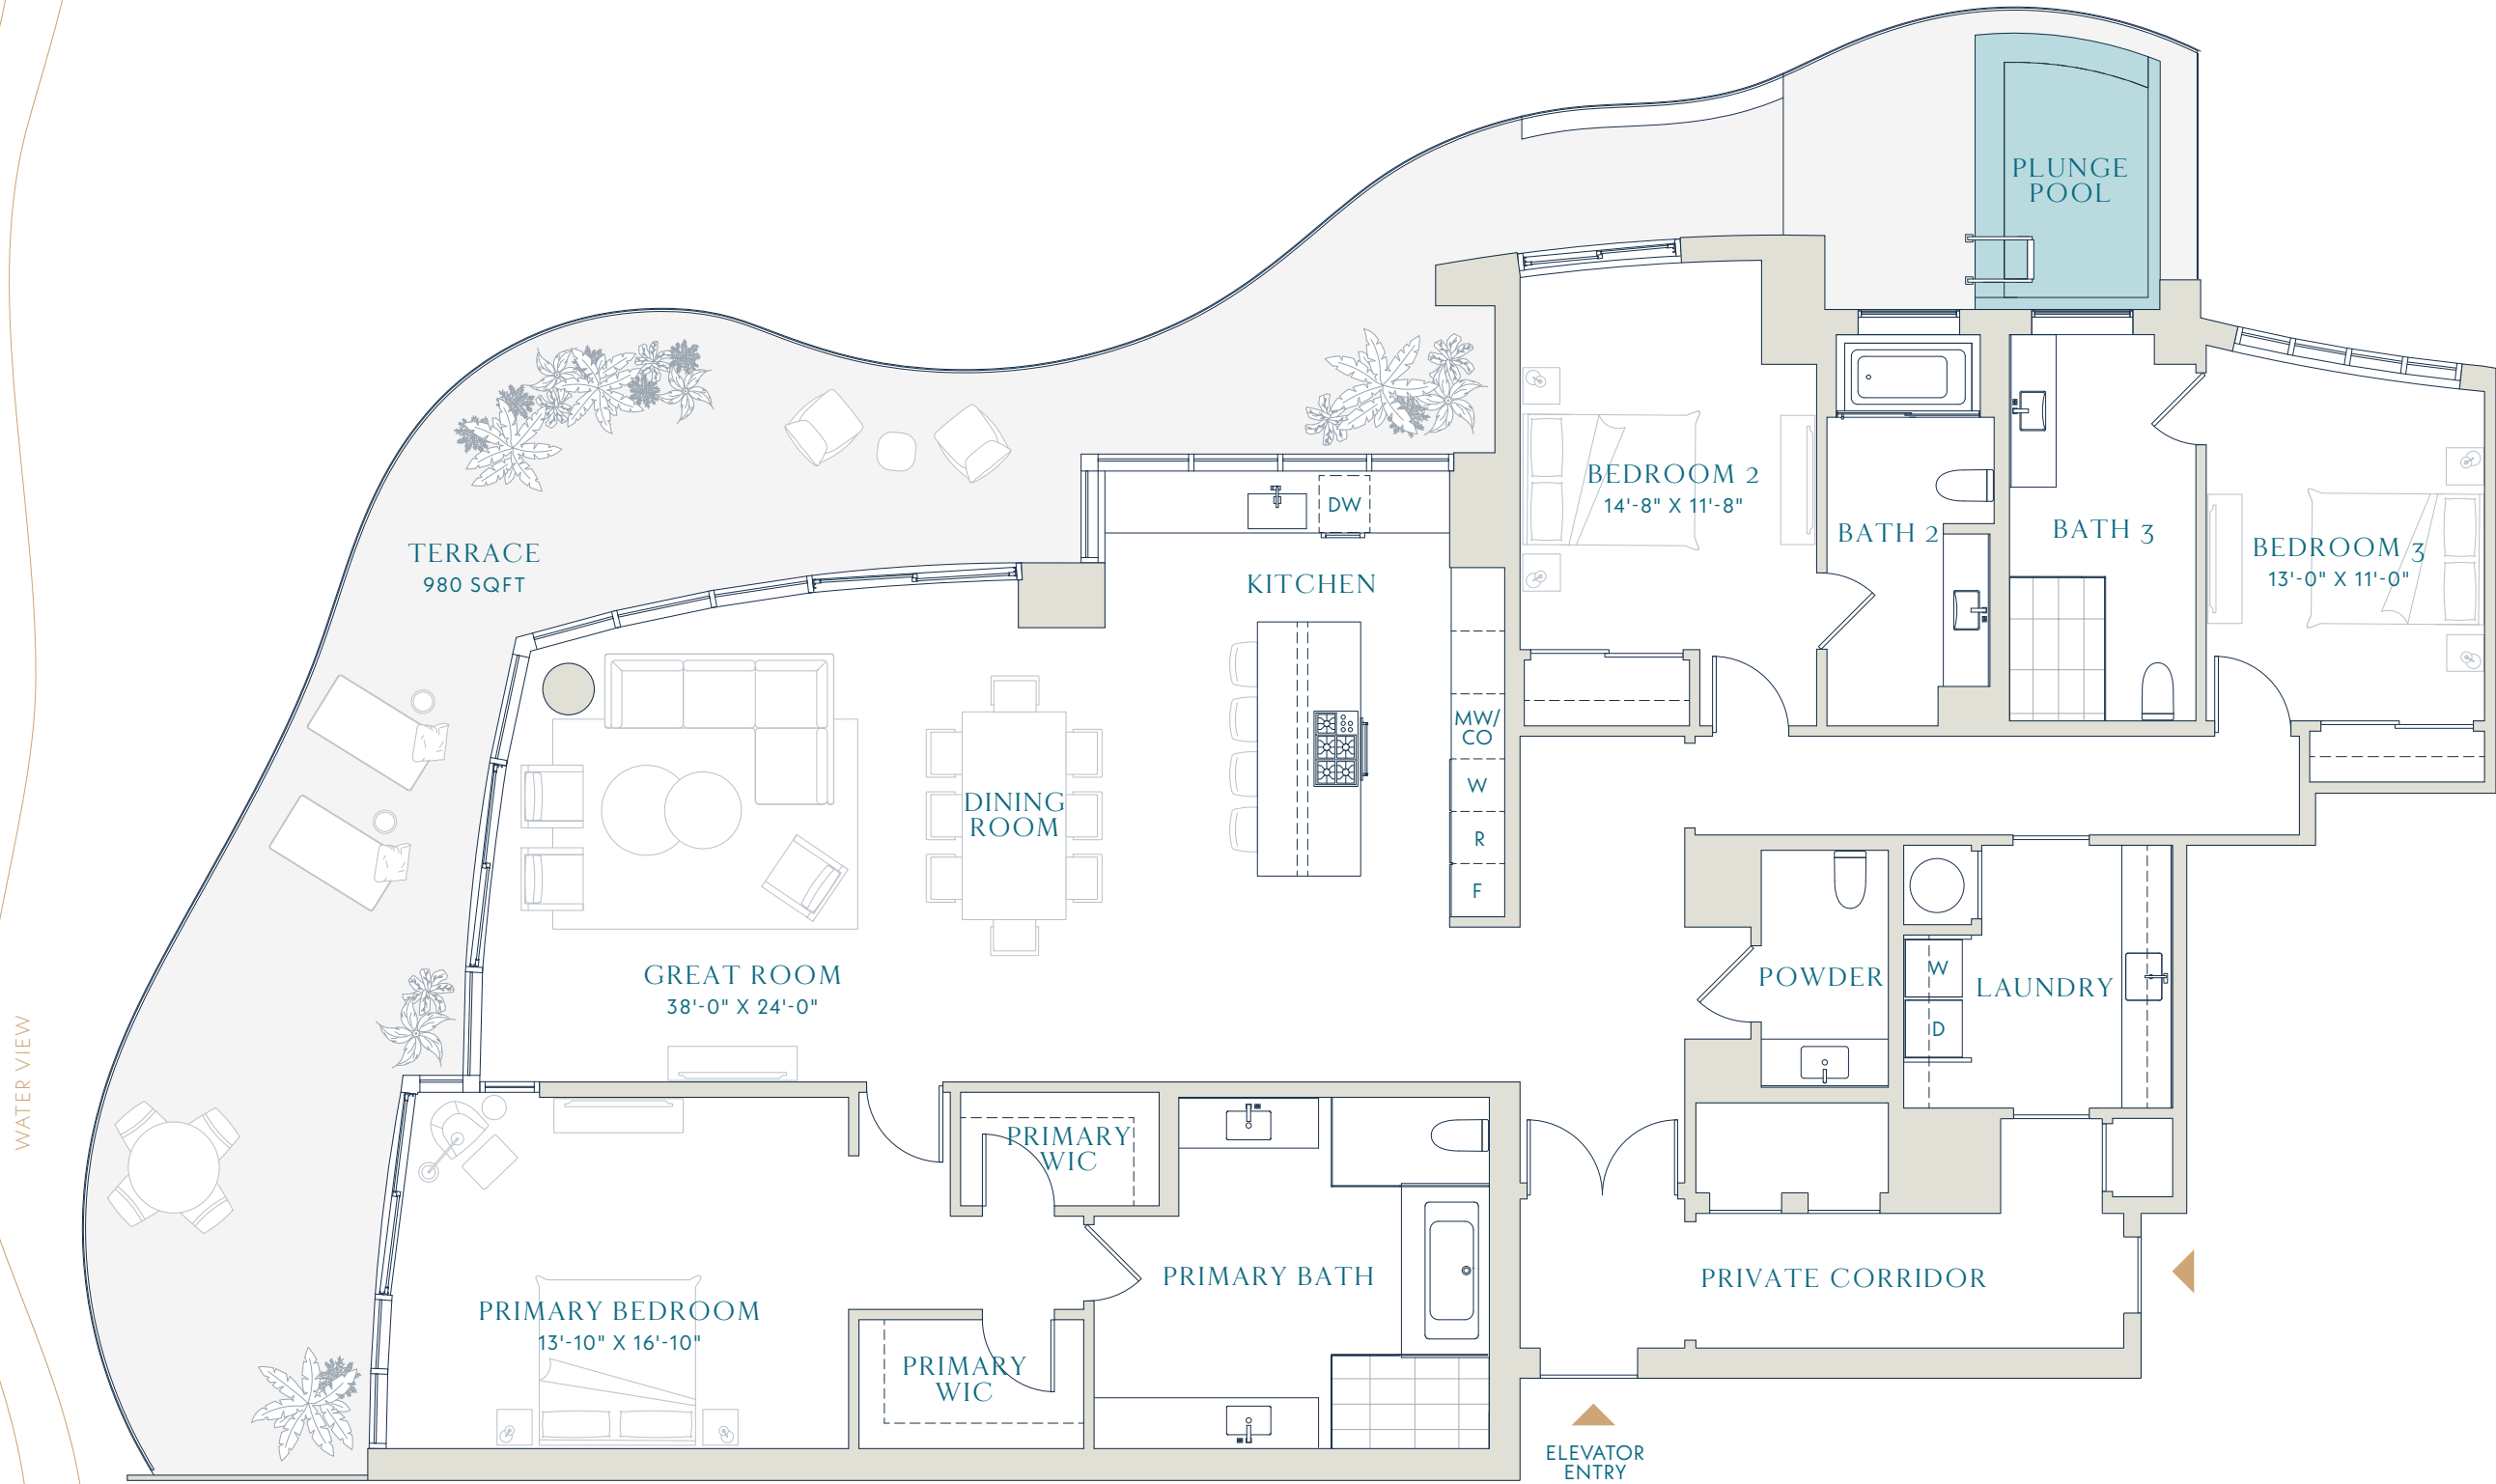 PLUNGE
POOL
BEDROOM 2
14'-8" X 11'-8"
BATH 2
BATH 3
BEDROOM 3
13'-0" X 11'-0"
TERRACE
980 SQFT
DW
KITCHEN
MW/
CO
W
R
F
DINING
ROOM
GREAT ROOM
38'-0" X 24'-0"
POWDER
W
D
LAUNDRY
WATER VIEW
PRIMARY
WIC
PRIMARY BATH
PRIVATE CORRIDOR
PRIMARY BEDROOM
13'-10" X 16'-10"
PRIMARY
WIC
ELEVATOR
ENTRY